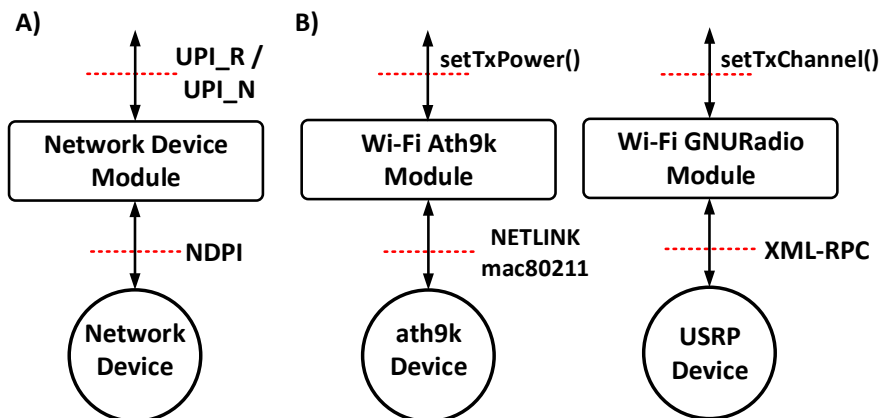 A)
UPI_R /
UPI_N
Network Device
Module
NDPI
Network
Device
B)
setTxPower()
Wi-Fi Ath9k
Module
NETLINK
mac80211
ath9k
Device
setTxChannel()
Wi-Fi GNURadio
Module
XML-RPC
USRP
Device